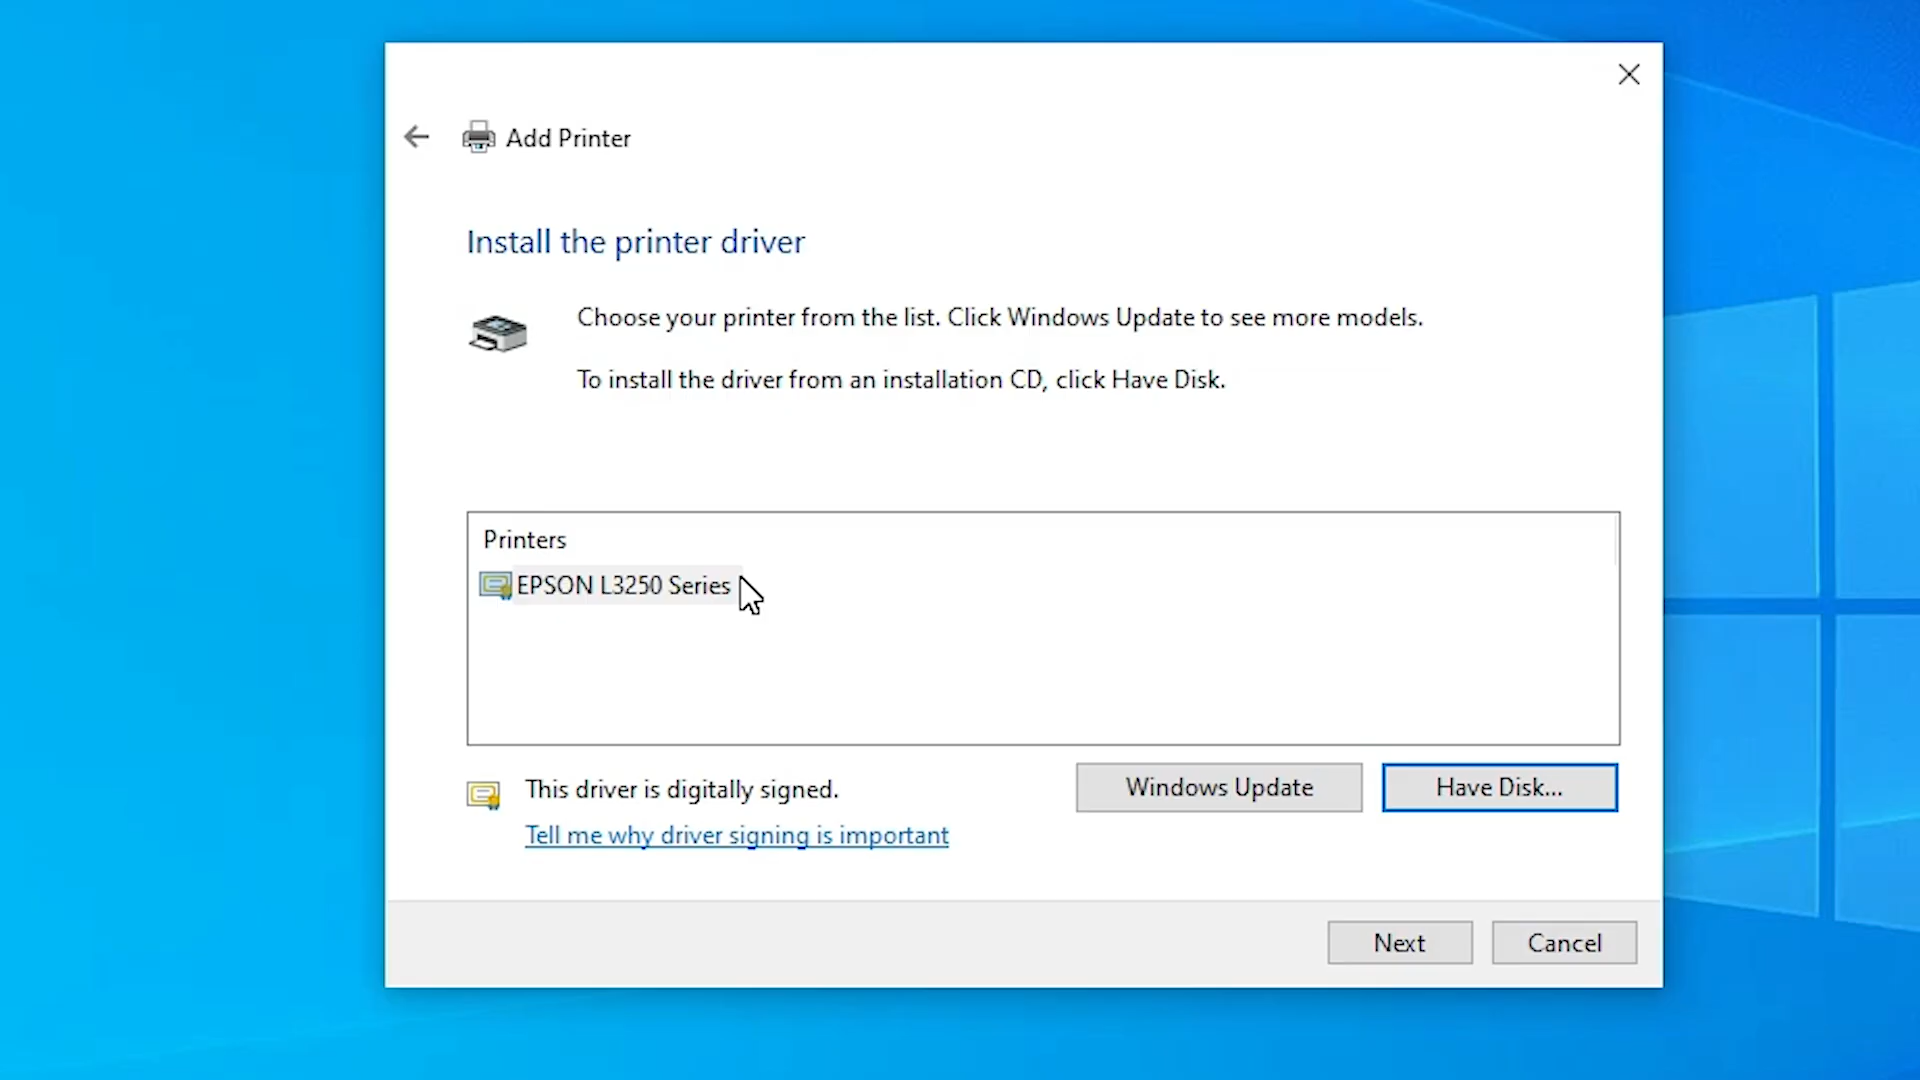 Add Printer
Install the printer driver
Choose your printer from the list. Click Windows Update to see more models.
To install the driver from an installation CD, click Have Disk.
Printers
EPSON L3250 Series
This driver is digitally signed.
Windows Update
Have Disk...
Tell me why driver signing is important
Next
Cancel